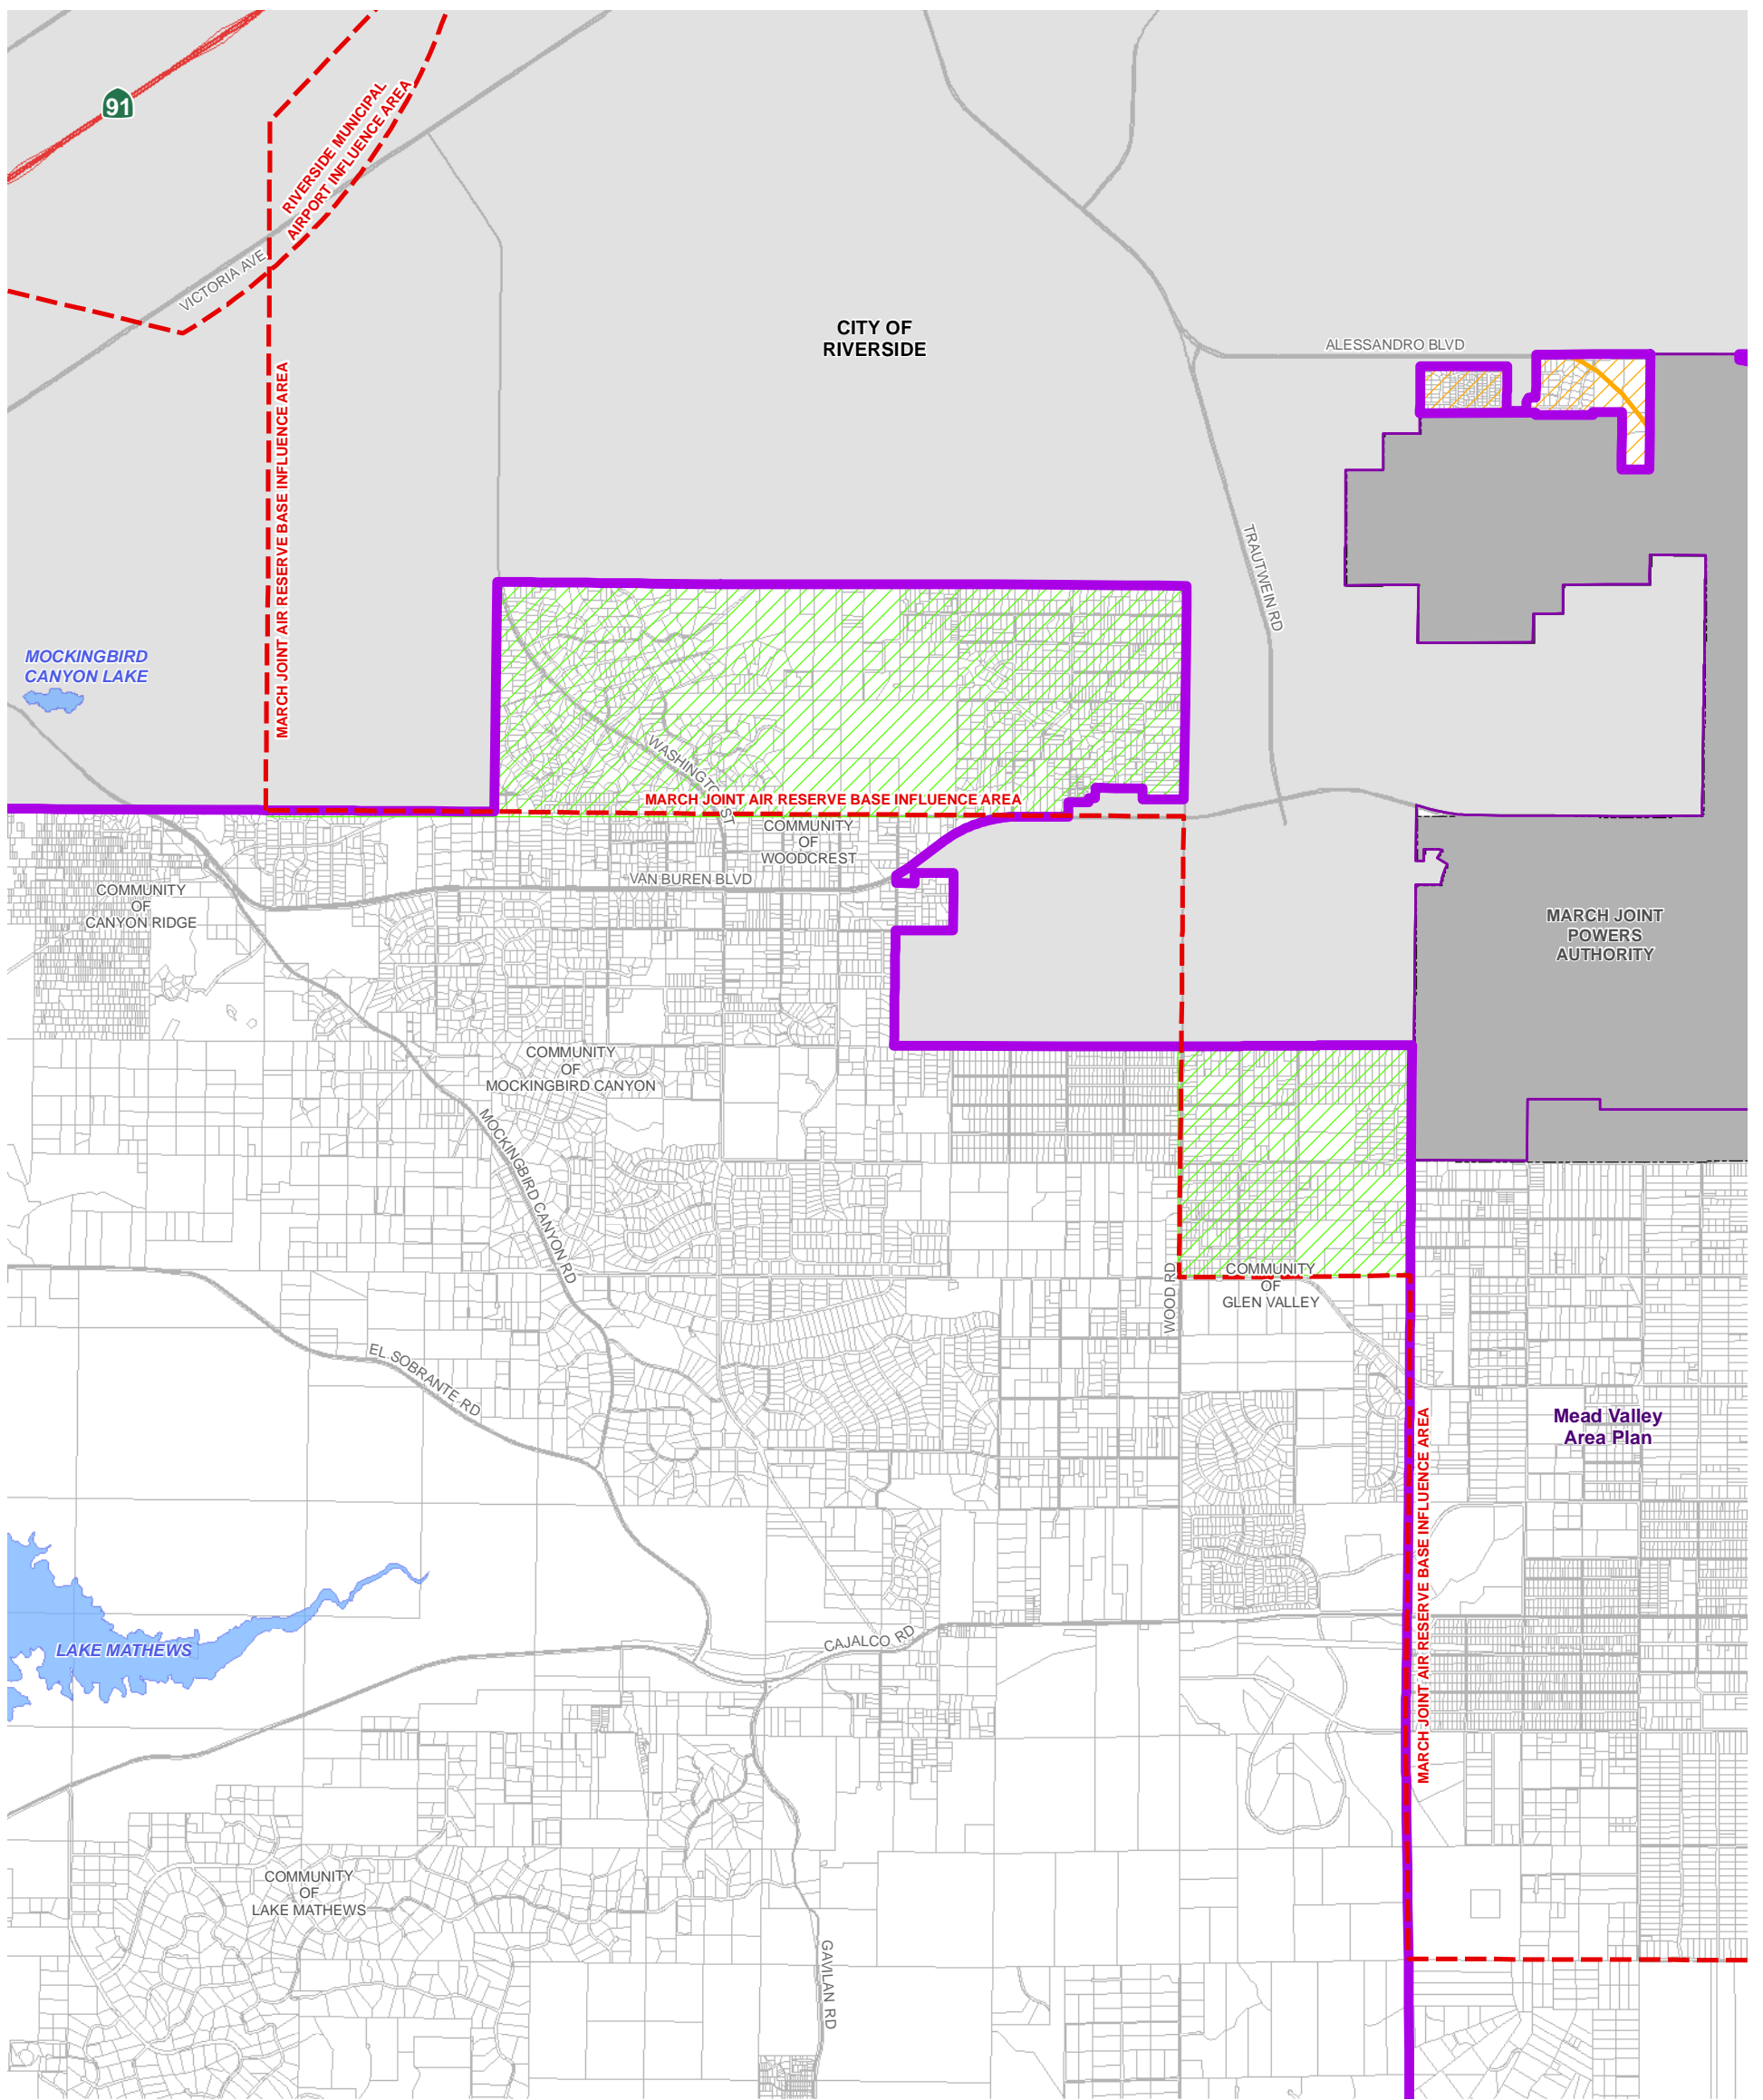 91
RIVERSIDE MUNICIPAL
AIRPORT INFLUENCE AREA
VICTORIA AVE
CITY OF
RIVERSIDE
ALESSANDRO BLVD
MARCH JOINT AIR RESERVE BASE INFLUENCE AREA
TRAUTWEIN RD
MOCKINGBIRD
CANYON LAKE
WASHINGTON ST
MARCH JOINT AIR RESERVE BASE INFLUENCE AREA
COMMUNITY
OF
WOODCREST
VAN BUREN BLVD
COMMUNITY
OF
CANYON RIDGE
MARCH JOINT
POWERS
AUTHORITY
COMMUNITY
OF
MOCKINGBIRD CANYON
MOCKINGBIRD CANYON RD
WOOD RD
COMMUNITY
OF
GLEN VALLEY
EL SOBRANTE RD
Mead Valley
Area Plan
MARCH JOINT AIR RESERVE BASE INFLUENCE AREA
LAKE MATHEWS
CAJALCO RD
COMMUNITY
OF
LAKE MATHEWS
GAVILAN RD